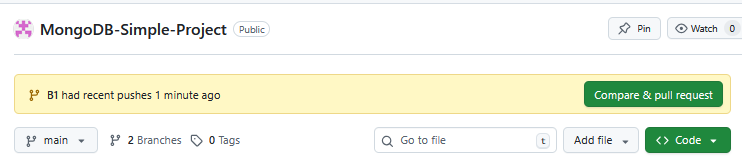 MongoDB-Simple-Project Public Pin Watch 0
B1 had recent pushes 1 minute ago Compare & pull request
main 2 Branches 0 Tags Go to file t Add file <> Code